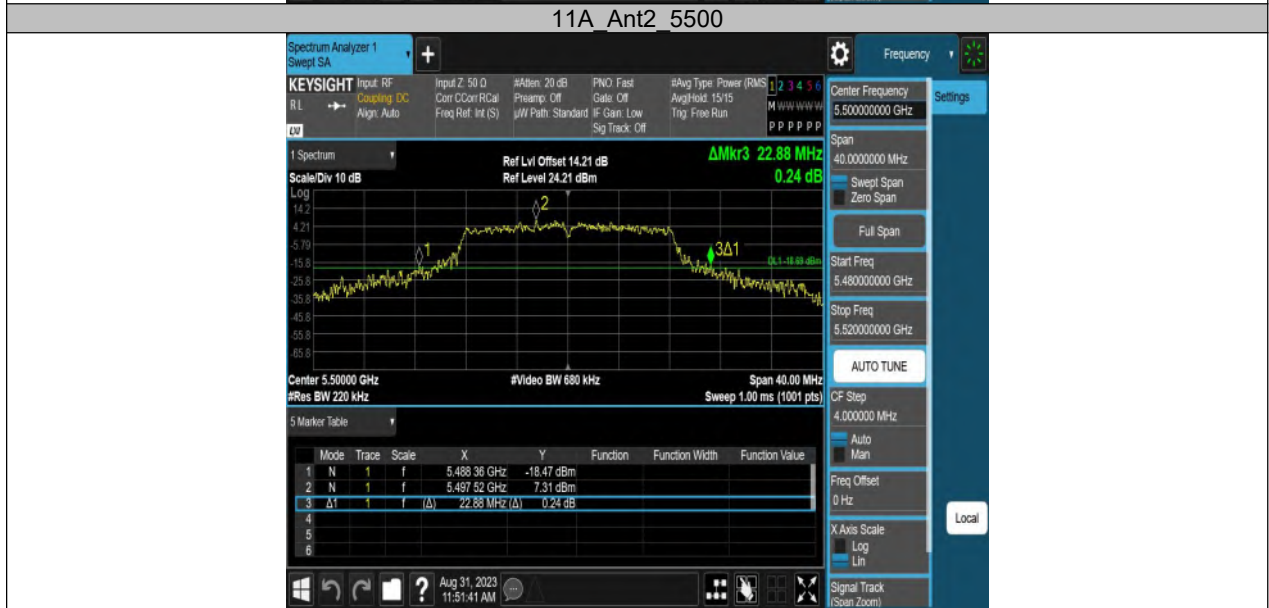 11A_Ant2_5500
Spectrum Analyzer 1
Swept SA
+
Frequency
KEYSIGHT
RL
LXI
Input: RF
Coupling: DC
Align: Auto
Input Z: 50 Ω
Corr CCorr RCal
Freq Ref: Int (S)
#Atten: 20 dB
Preamp: Off
µW Path: Standard
PNO: Fast
Gate: Off
IF Gain: Low
Sig Track: Off
#Avg Type: Power (RMS
Avg|Hold: 15/15
Trig: Free Run
1 2 3 4 5 6
M W W W W W
P P P P P P
Center Frequency
5.500000000 GHz
Settings
1 Spectrum
Scale/Div 10 dB
Ref Lvl Offset 14.21 dB
Ref Level 24.21 dBm
ΔMkr3 22.88 MHz
0.24 dB
Span
40.0000000 MHz
Swept Span
Zero Span
Full Span
Log
14.2
4.21
-5.79
-15.8
-25.8
-35.8
-45.8
-55.8
-65.8
1
2
3Δ1
DL1 -18.69 dBm
Start Freq
5.480000000 GHz
Stop Freq
5.520000000 GHz
AUTO TUNE
Center 5.50000 GHz
#Video BW 680 kHz
Span 40.00 MHz
#Res BW 220 kHz
Sweep 1.00 ms (1001 pts)
CF Step
4.000000 MHz
Auto
Man
5 Marker Table
Mode Trace Scale X Y Function Function Width Function Value
1 N 1 f 5.488 36 GHz -18.47 dBm
2 N 1 f 5.497 52 GHz 7.31 dBm
3 Δ1 1 f (Δ) 22.88 MHz (Δ) 0.24 dB
4
5
6
Freq Offset
0 Hz
X Axis Scale
Log
Lin
Local
Signal Track
(Span Zoom)
?
Aug 31, 2023
11:51:41 AM